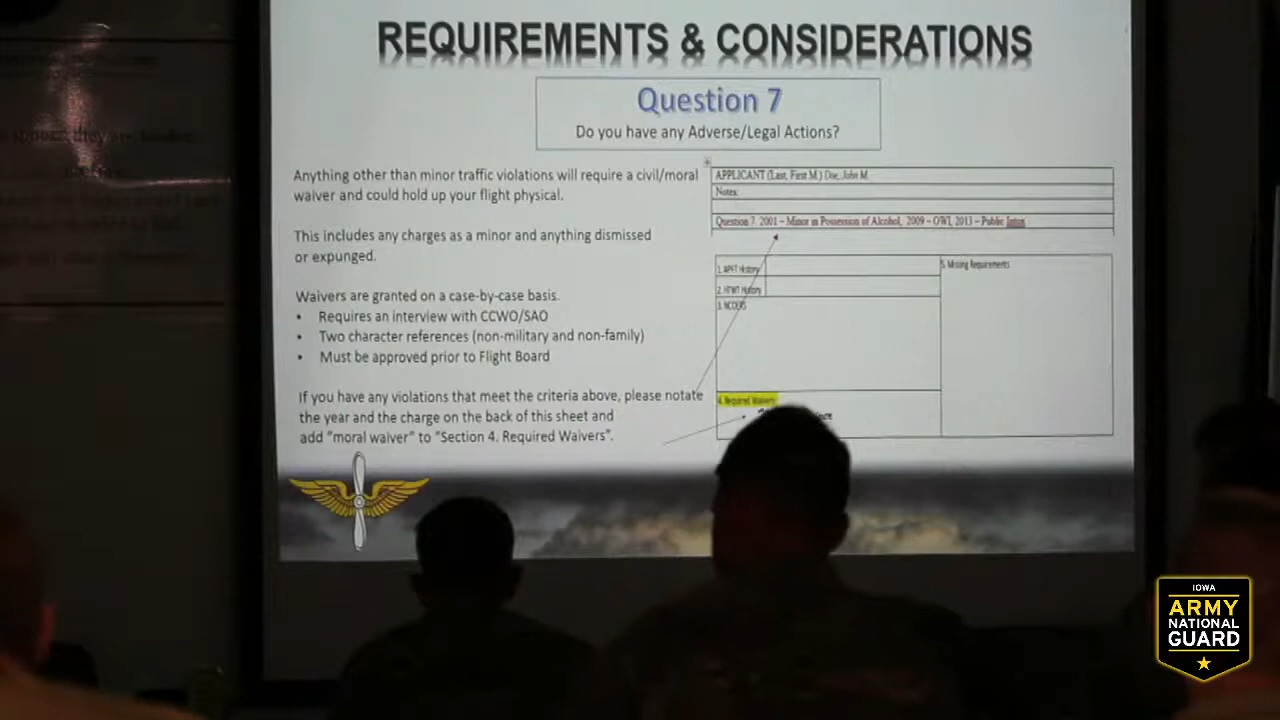 REQUIREMENTS & CONSIDERATIONS
Question 7
Do you have any Adverse/Legal Actions?
Anything other than minor traffic violations will require a civil/moral
waiver and could hold up your flight physical.
This includes any charges as a minor and anything dismissed
or expunged.
Waivers are granted on a case-by-case basis.
• Requires an interview with CCWO/SAO
• Two character references (non-military and non-family)
• Must be approved prior to Flight Board
If you have any violations that meet the criteria above, please notate
the year and the charge on the back of this sheet and
add "moral waiver" to "Section 4. Required Waivers".
APPLICANT (Last, First M.) Doe, John M.
Notes:
Question 7. 2001 – Minor in Possession of Alcohol, 2009 – OWI, 2013 – Public Intox
1. APFT History
2. HTWT History
3. NCOERS
4. Required Waivers
5. Missing Requirements
IOWA
ARMY
NATIONAL
GUARD